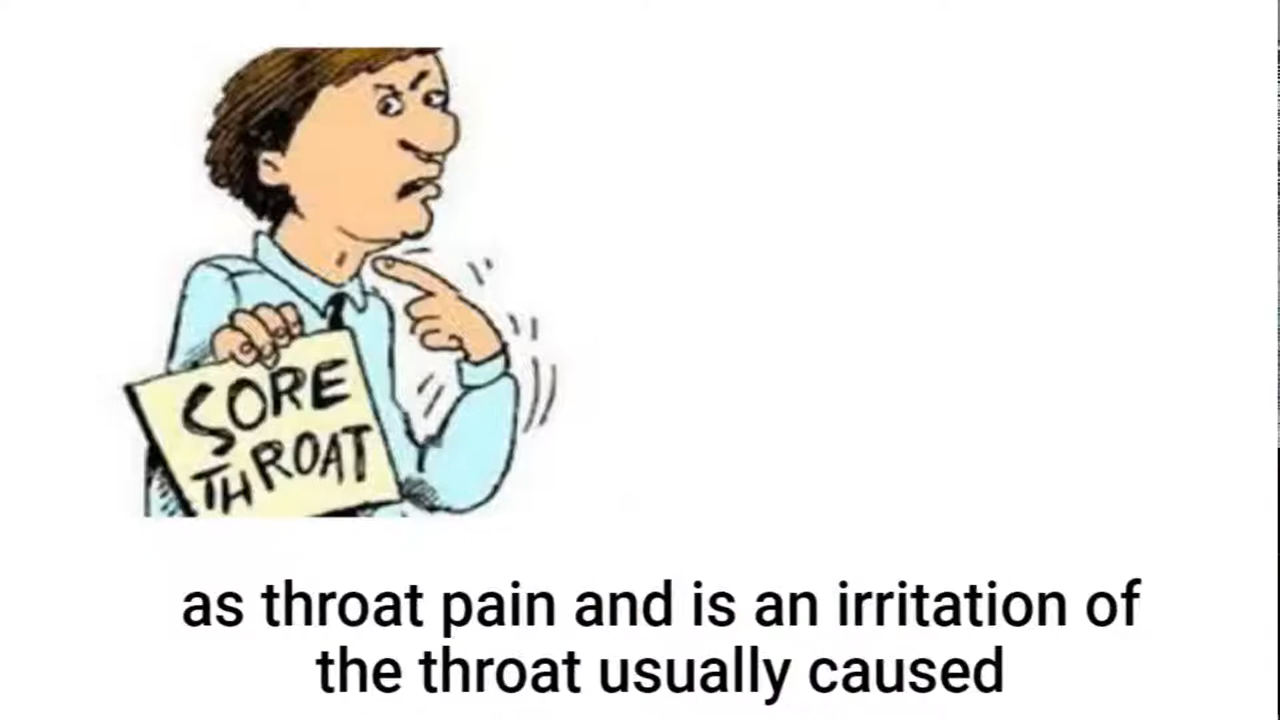 SORE
THROAT
as throat pain and is an irritation of
the throat usually caused